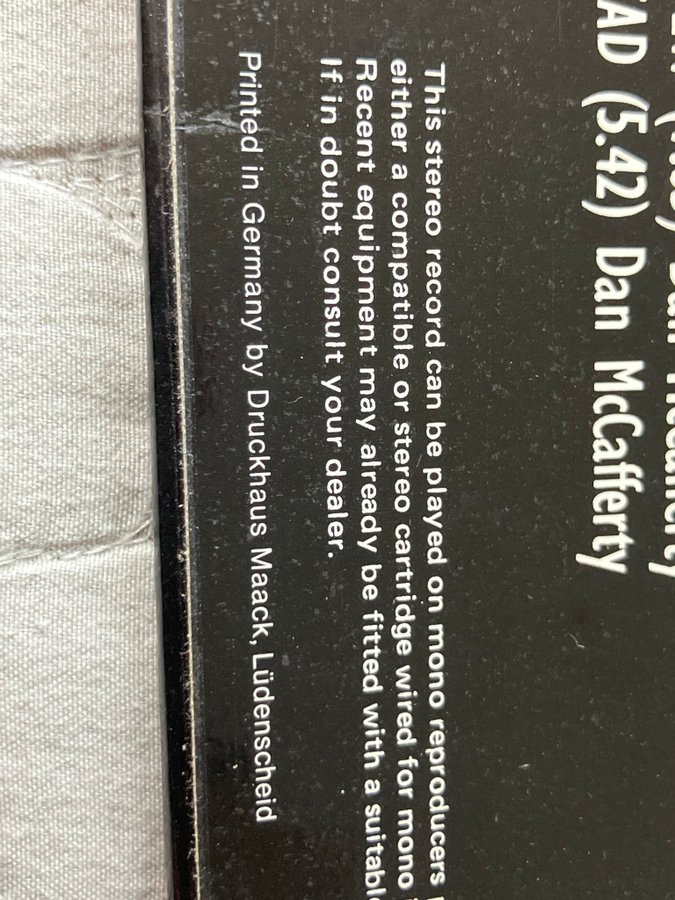 AD (5.42) Dan McCafferty
This stereo record can be played on mono reproducers
either a compatible or stereo cartridge wired for mono
Recent equipment may already be fitted with a suitabl
If in doubt consult your dealer.
Printed in Germany by Druckhaus Maack, Lüdenscheid